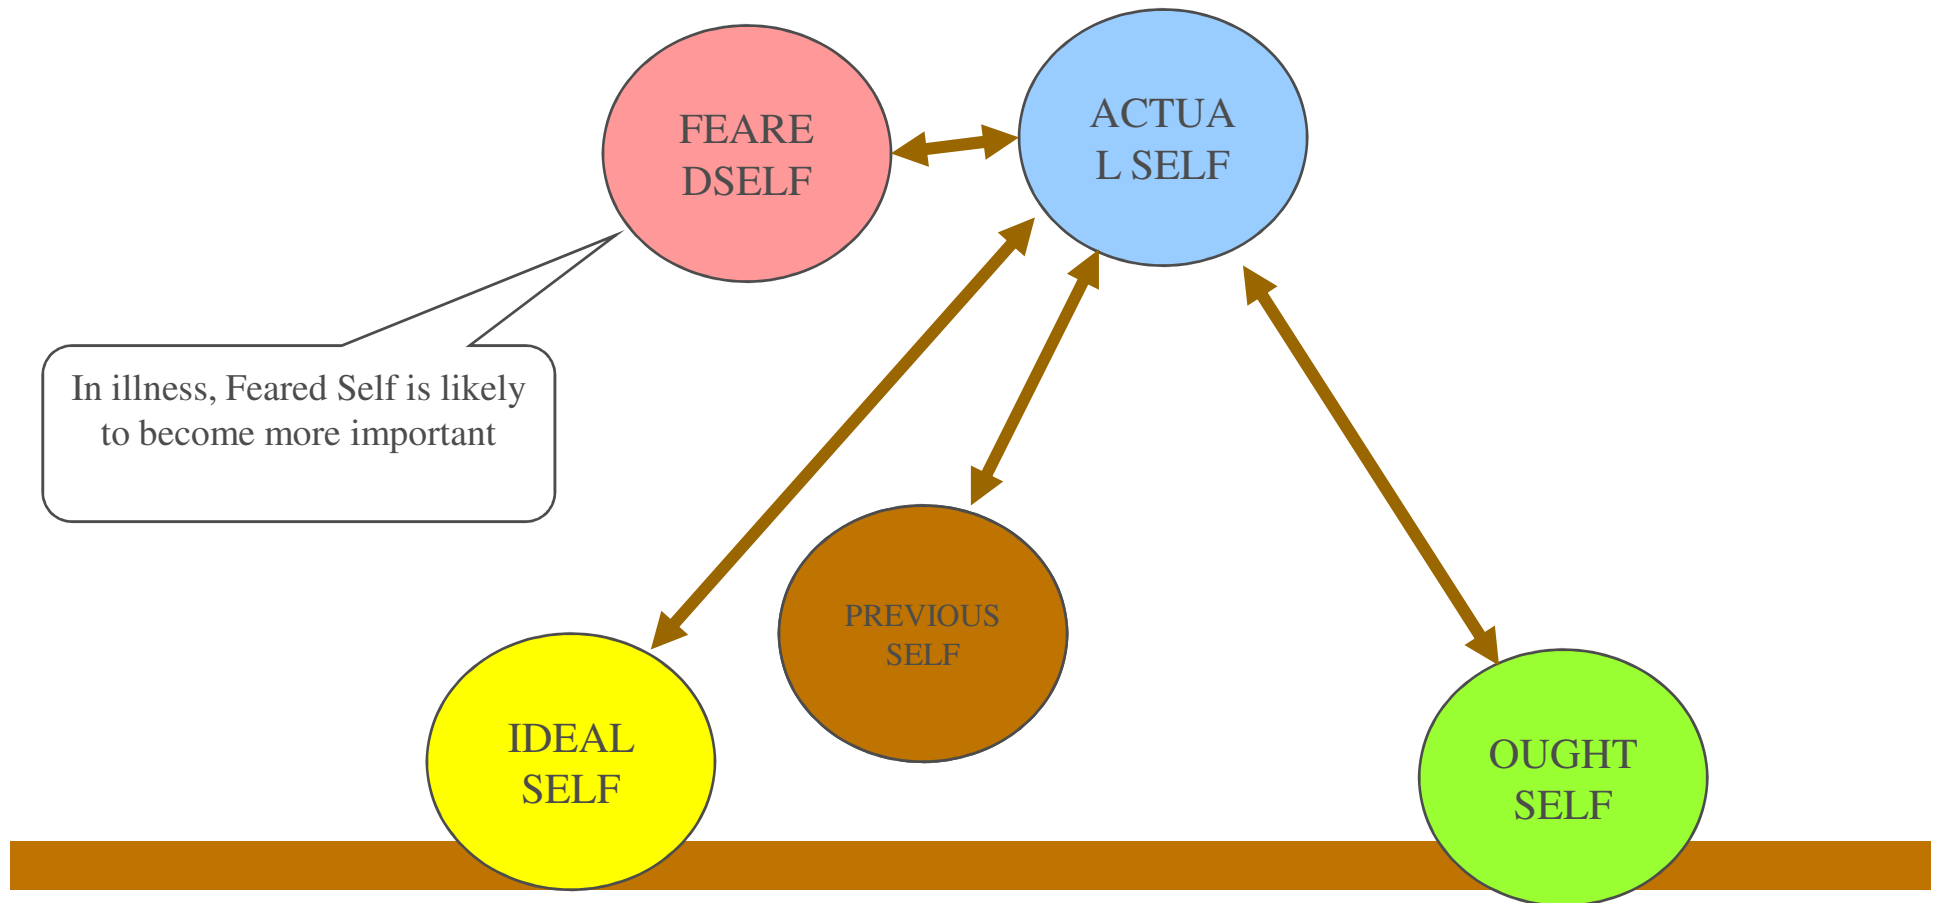 FEARE
DSELF
ACTUA
L SELF
In illness, Feared Self is likely
to become more important
PREVIOUS
SELF
IDEAL
SELF
OUGHT
SELF